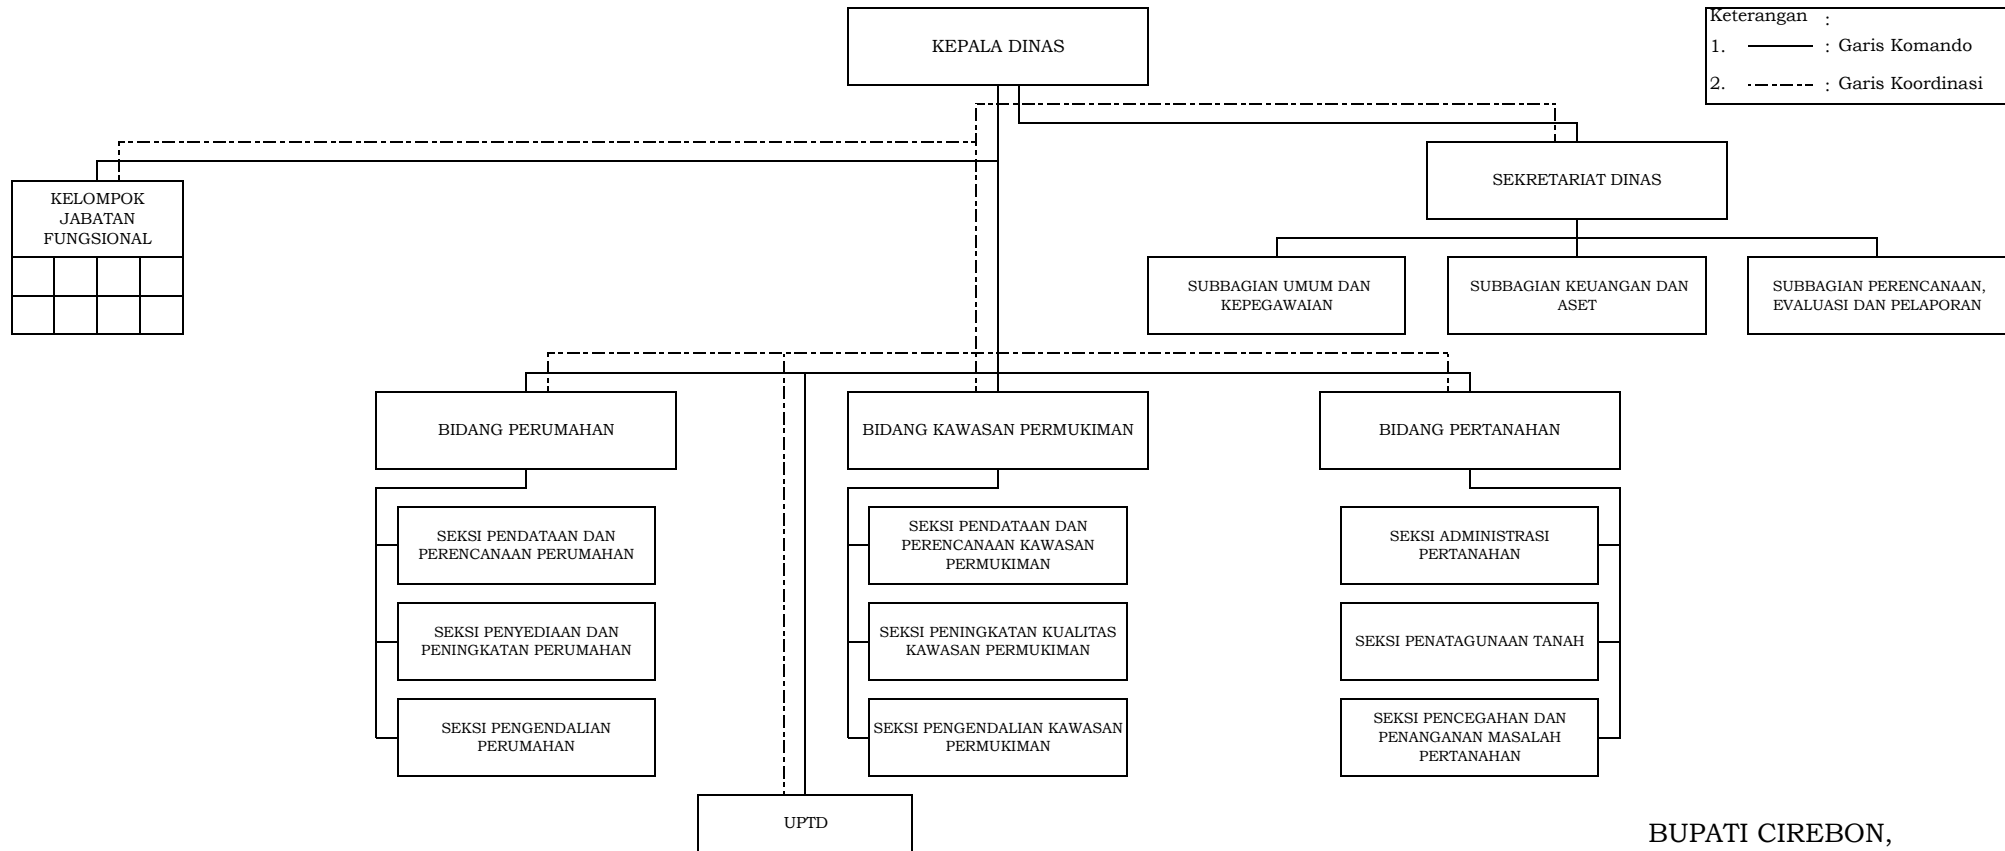 KEPALA DINAS
Keterangan :
1. : Garis Komando
2. : Garis Koordinasi
KELOMPOK
JABATAN
FUNGSIONAL
SEKRETARIAT DINAS
SUBBAGIAN UMUM DAN
KEPEGAWAIAN
SUBBAGIAN KEUANGAN DAN
ASET
SUBBAGIAN PERENCANAAN,
EVALUASI DAN PELAPORAN
BIDANG PERUMAHAN
BIDANG KAWASAN PERMUKIMAN
BIDANG PERTANAHAN
SEKSI PENDATAAN DAN
PERENCANAAN PERUMAHAN
SEKSI PENDATAAN DAN
PERENCANAAN KAWASAN
PERMUKIMAN
SEKSI ADMINISTRASI
PERTANAHAN
SEKSI PENYEDIAAN DAN
PENINGKATAN PERUMAHAN
SEKSI PENINGKATAN KUALITAS
KAWASAN PERMUKIMAN
SEKSI PENATAGUNAAN TANAH
SEKSI PENGENDALIAN
PERUMAHAN
SEKSI PENGENDALIAN KAWASAN
PERMUKIMAN
SEKSI PENCEGAHAN DAN
PENANGANAN MASALAH
PERTANAHAN
UPTD
BUPATI CIREBON,